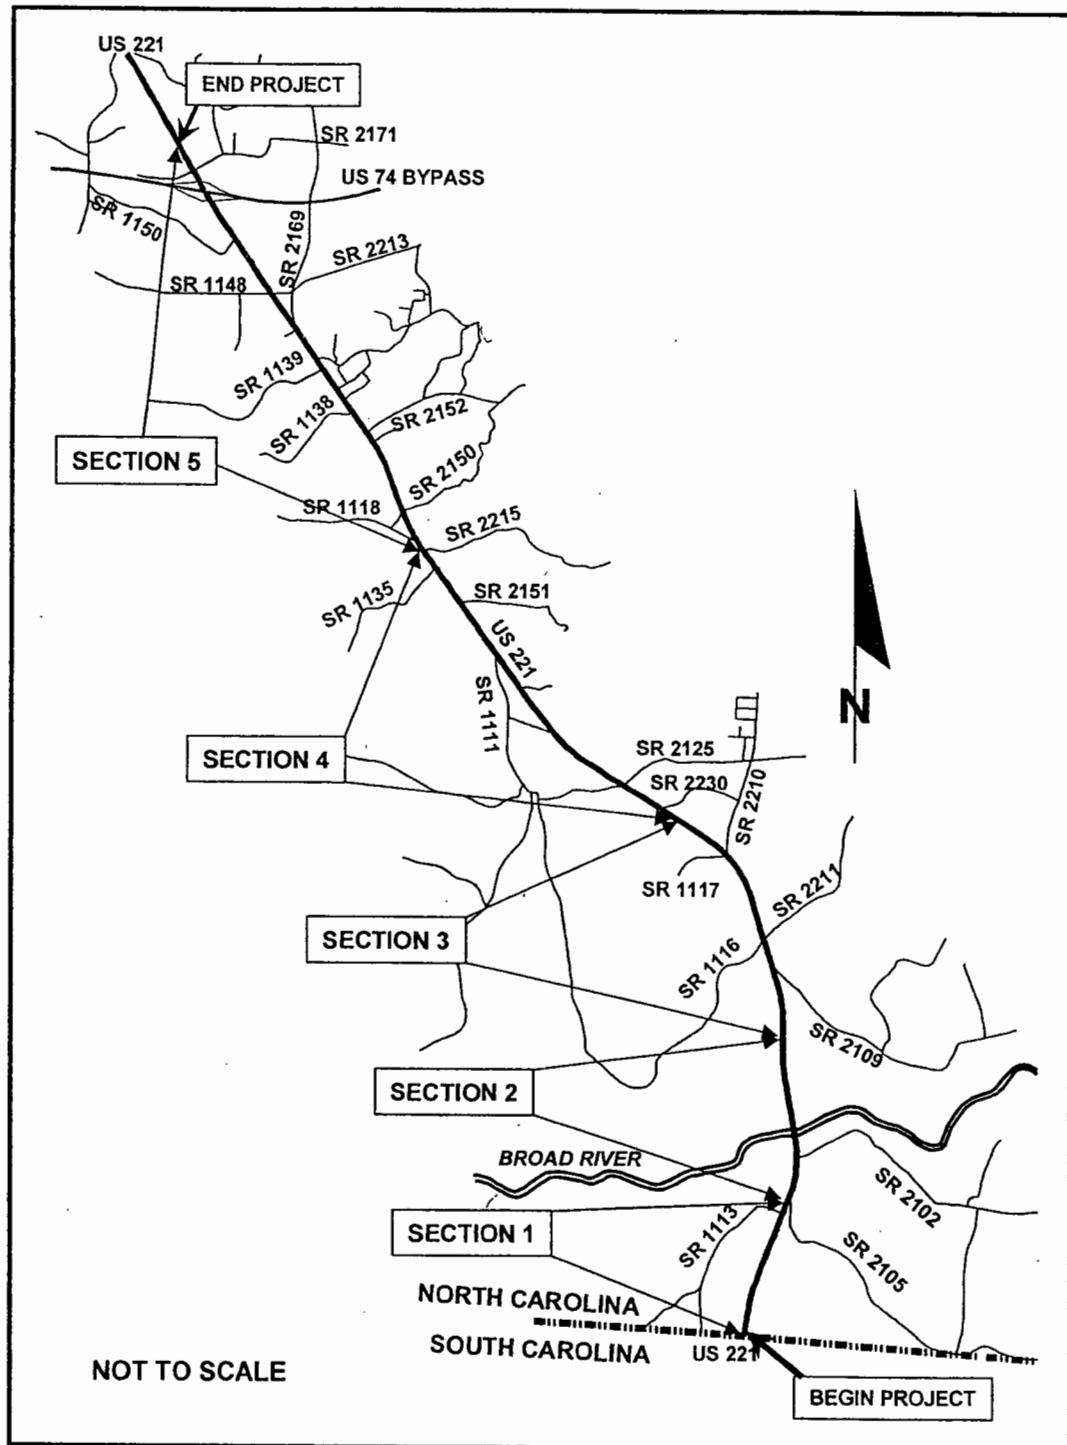 US 221
END PROJECT
SR 2171
US 74 BYPASS
SR 1150
SR 2169
SR 2213
SR 1148
SR 1139
SR 1138
SR 2152
SECTION 5
SR 2150
SR 1118
SR 2215
SR 1135
SR 2151
US 221
SR 1111
N
SECTION 4
SR 2125
SR 2230
SR 2210
SR 1117
SR 2211
SECTION 3
SR 1116
SR 2109
SECTION 2
BROAD RIVER
SR 2102
SECTION 1
SR 1113
SR 2105
NORTH CAROLINA
SOUTH CAROLINA
US 221
NOT TO SCALE
BEGIN PROJECT